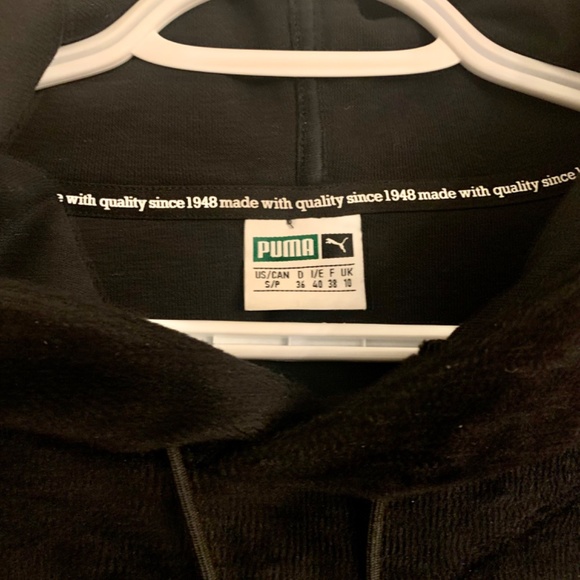 with quality since 1948 made with quality since 1948 made with quality since
PUMA
US/CAN D I/E F UK
S/P 36 40 38 10